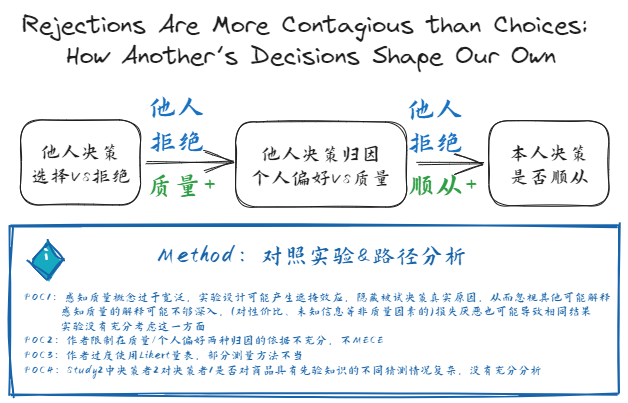 Rejections Are More Contagious than Choices:
How Another's Decisions Shape Our Own
他人
拒绝
质量+
他人
拒绝
顺从+
他人决策
选择VS拒绝
他人决策归因
个人偏好VS质量
本人决策
是否顺从
Method: 对照实验&路径分析
POC1: 感知质量概念过于宽泛，实验设计可能产生选择效应，隐藏被试决策真实原因，从而忽视其他可能解释
感知质量的解释可能不够深入，(对性价比、未知信息等非质量因素的)损失厌恶也可能导致相同结果
实验没有充分考虑这一方面
POC2: 作者限制在质量/个人偏好两种归因的依据不充分，不MECE
POC3: 作者过度使用Likert量表，部分测量方法不当
POC4: Study2中决策者2对决策者1是否对商品具有先验知识的不同猜测情况复杂，没有充分分析